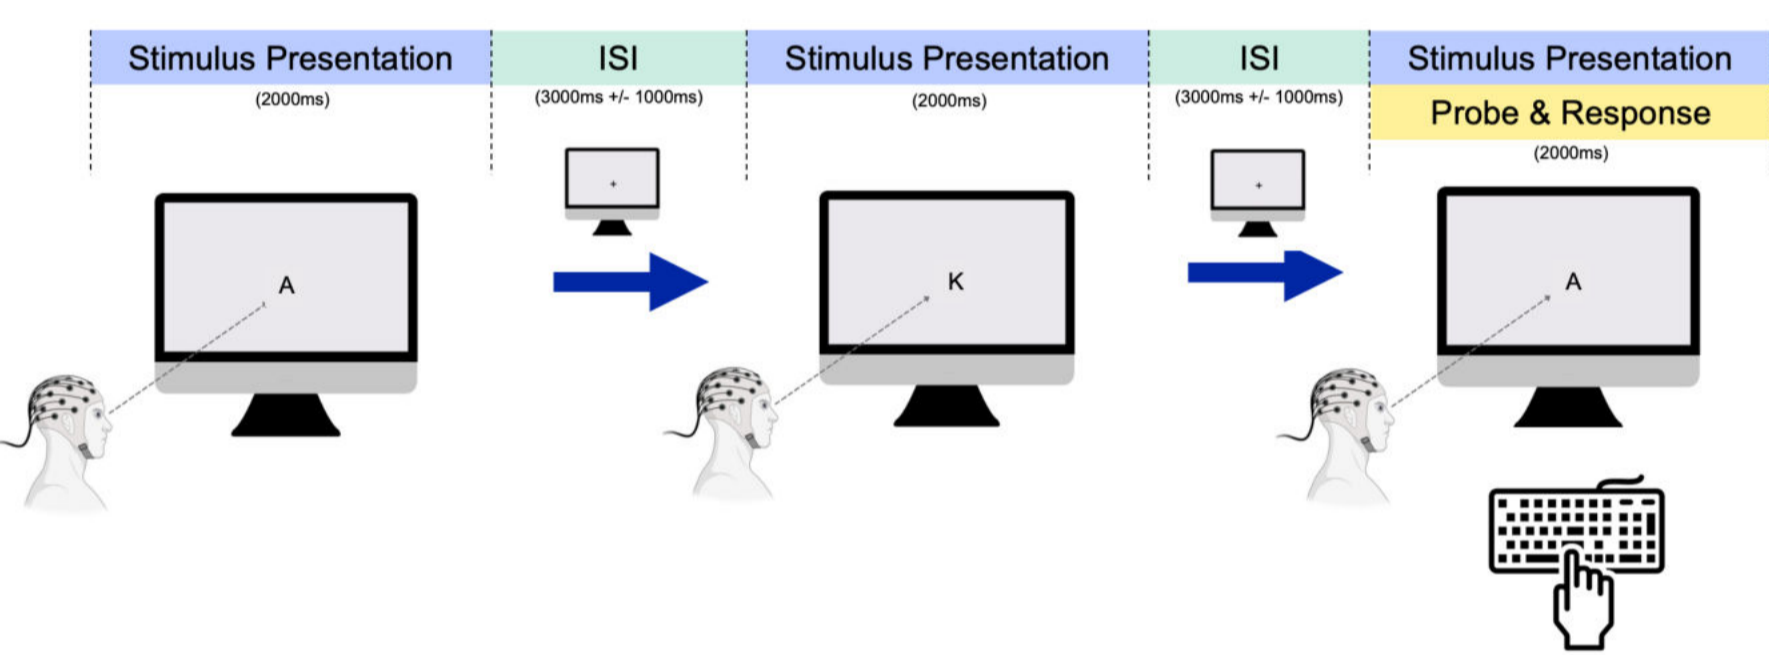 Stimulus Presentation
(2000ms)
ISI
(3000ms +/- 1000ms)
+
A
Stimulus Presentation
(2000ms)
K
ISI
(3000ms +/- 1000ms)
+
Stimulus Presentation
Probe & Response
(2000ms)
A